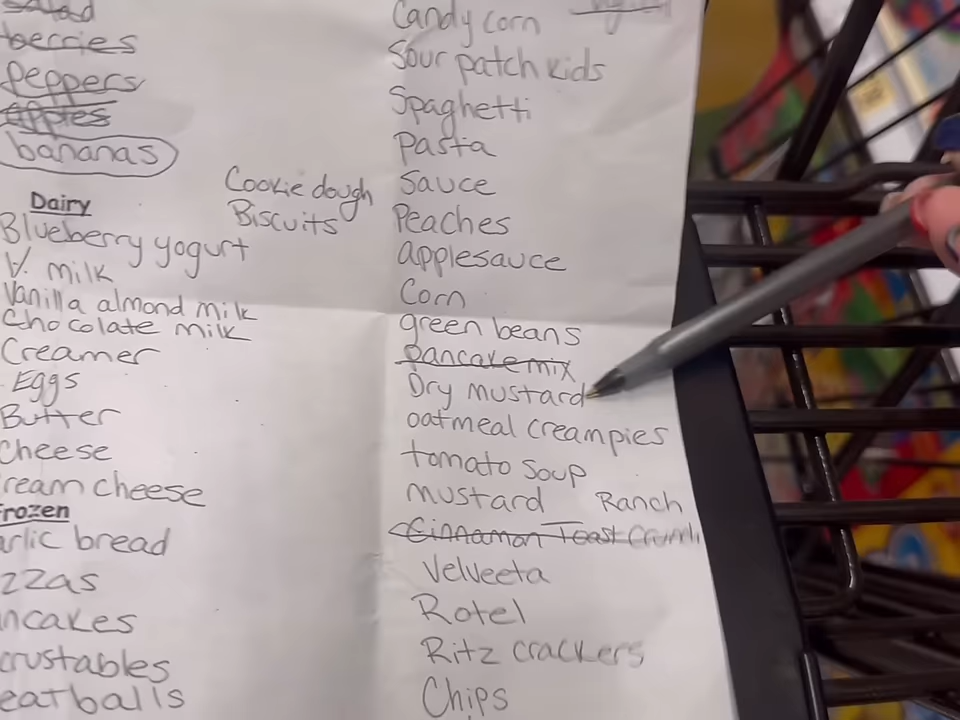 salad
berries
Peppers
Apples
bananas
Dairy
Blueberry yogurt
V. milk
Vanilla almond milk
Chocolate milk
Creamer
Eggs
Butter
Cheese
ream cheese
Frozen
arlic bread
zzas
ncakes
crustables
eatballs
Cookie dough
Biscuits
Candy corn
Sour patch kids
Spaghetti
Pasta
Sauce
Peaches
applesauce
Corn
green beans
Pancake mix
Dry mustard
oatmeal creampies
tomato soup
mustard Ranch
Cinnamon Toast Crunch
Velveeta
Rotel
Ritz crackers
Chips